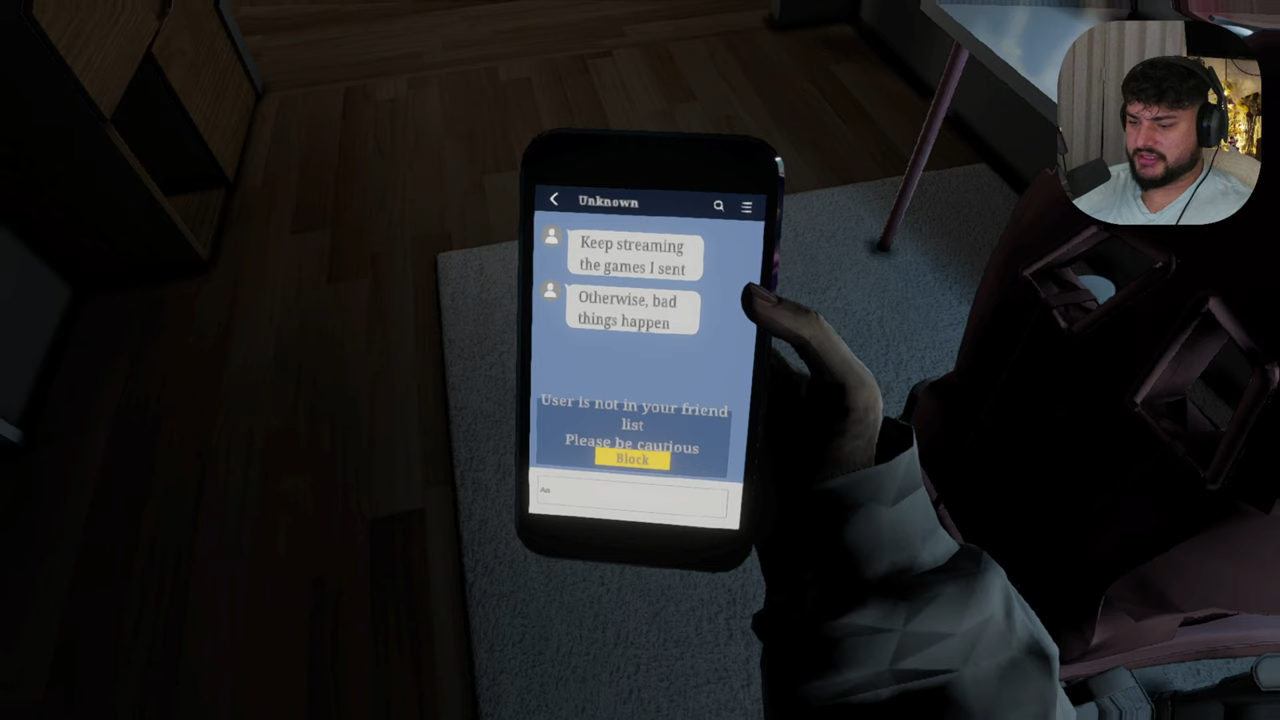 Unknown
Keep streaming
the games I sent
Otherwise, bad
things happen
User is not in your friend
list
Please be cautious
Block
Aa